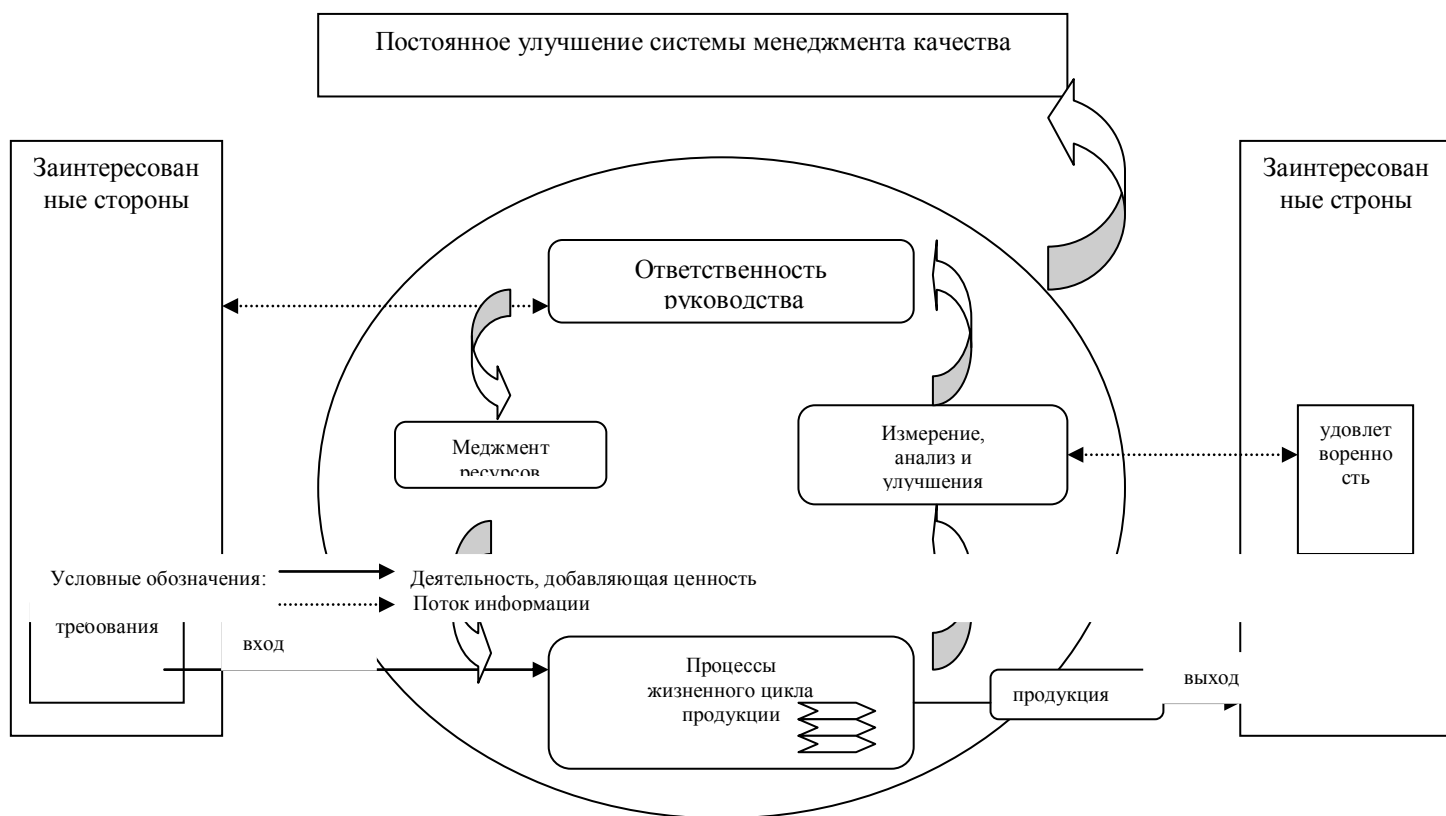 Постоянное улучшение системы менеджмента качества
Заинтересован
ные стороны
Заинтересован
ные строны
Ответственность
руководства
Меджмент
ресурсов
Измерение,
анализ и
улучшения
удовлет
воренно
сть
Условные обозначения:
Деятельность, добавляющая ценность
Поток информации
требования
вход
Процессы
жизненного цикла
продукции
продукция
выход